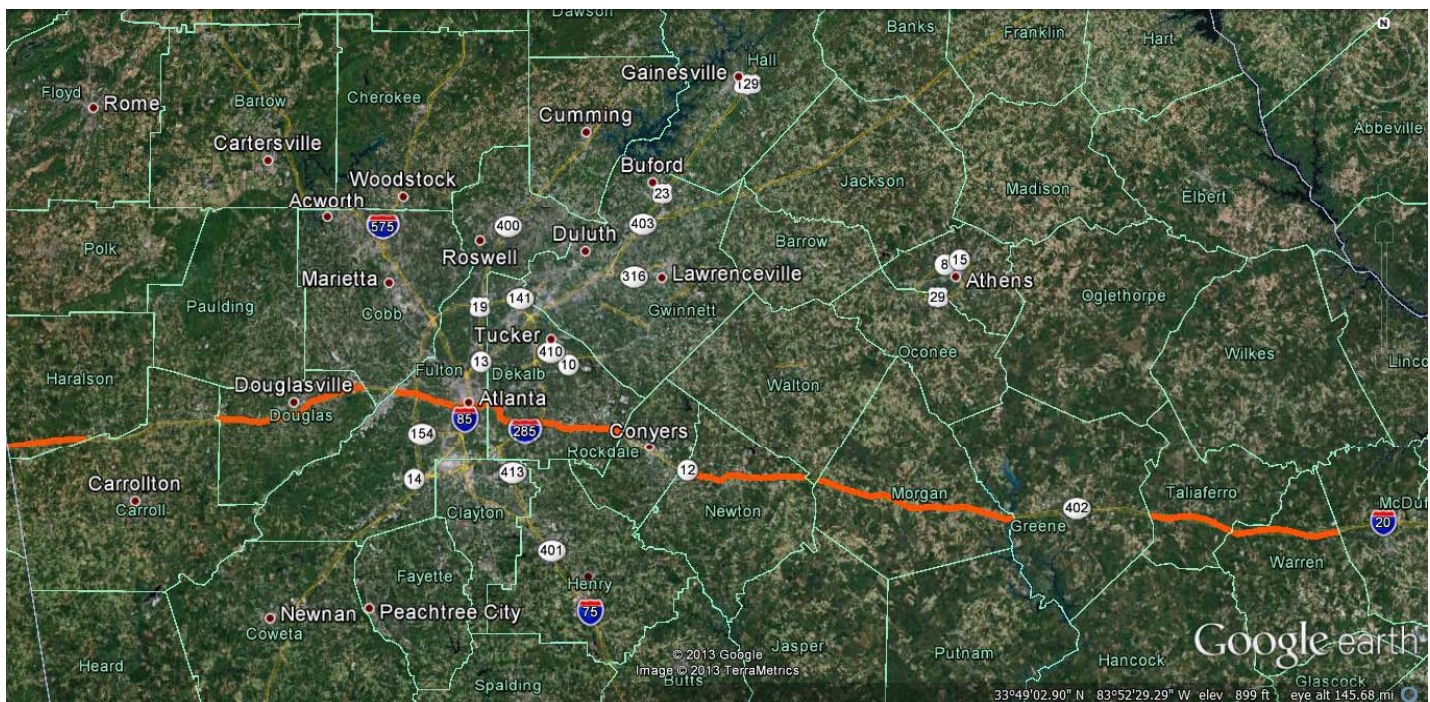 Dawson
Banks
Franklin
Hart
N
Hall
Gainesville
129
Floyd
Rome
Bartow
Cherokee
Cumming
Abbeville
Cartersville
Buford
23
Woodstock
Jackson
Madison
Elbert
Acworth
575
400
403
Polk
Roswell
Duluth
Barrow
8
15
Marietta
316
Lawrenceville
Athens
29
Paulding
Cobb
19
141
Gwinnett
Oglethorpe
Tucker
410
10
13
Oconee
Wilkes
Linco
Haralson
Fulton
Dekalb
Douglasville
Walton
Douglas
Atlanta
85
285
154
Conyers
Rockdale
12
14
413
Carrollton
Carroll
Morgan
402
Taliaferro
McDuf
Clayton
Newton
Greene
20
401
Warren
Fayette
Henry
75
Newnan
Peachtree City
Coweta
Jasper
Putnam
Hancock
Google earth
Heard
© 2013 Google
Image © 2013 TerraMetrics
Spalding
Butts
Glascock
33°49'02.90" N 83°52'29.29" W elev 899 ft eye alt 145.68 mi